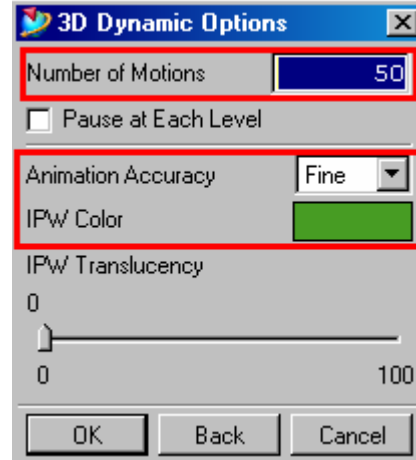 3D Dynamic Options
Number of Motions 50
Pause at Each Level
Animation Accuracy Fine
IPW Color
IPW Translucency
0
0 100
OK Back Cancel